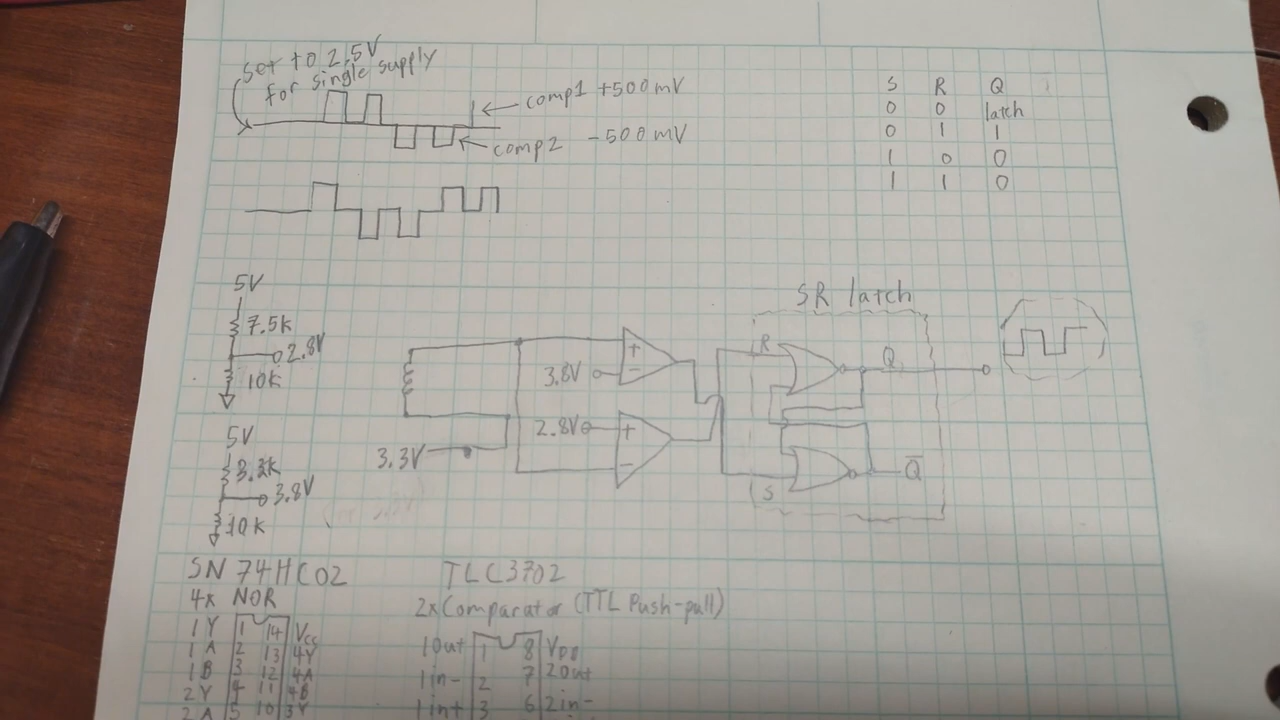 set to 2.5V
for single supply
comp1 +500mV
comp2 -500mV
S R Q
0 0 latch
0 1 1
1 0 0
1 1 0
5V
7.5k
2.8V
10k
5V
3.3k
3.8V
10k
SR latch
R
Q
3.8V
2.8V
3.3V
S
Q̅
+
−
+
−
SN 74HC02
4x NOR
1Y 1 14 Vcc
1A 2 13 4Y
1B 3 12 4A
2Y 4 11 4B
2A 5 10 3Y
TLC3702
2x Comparator (TTL Push-pull)
1out 1 8 VDD
1in- 2 7 2out
1in+ 3 6 2in-